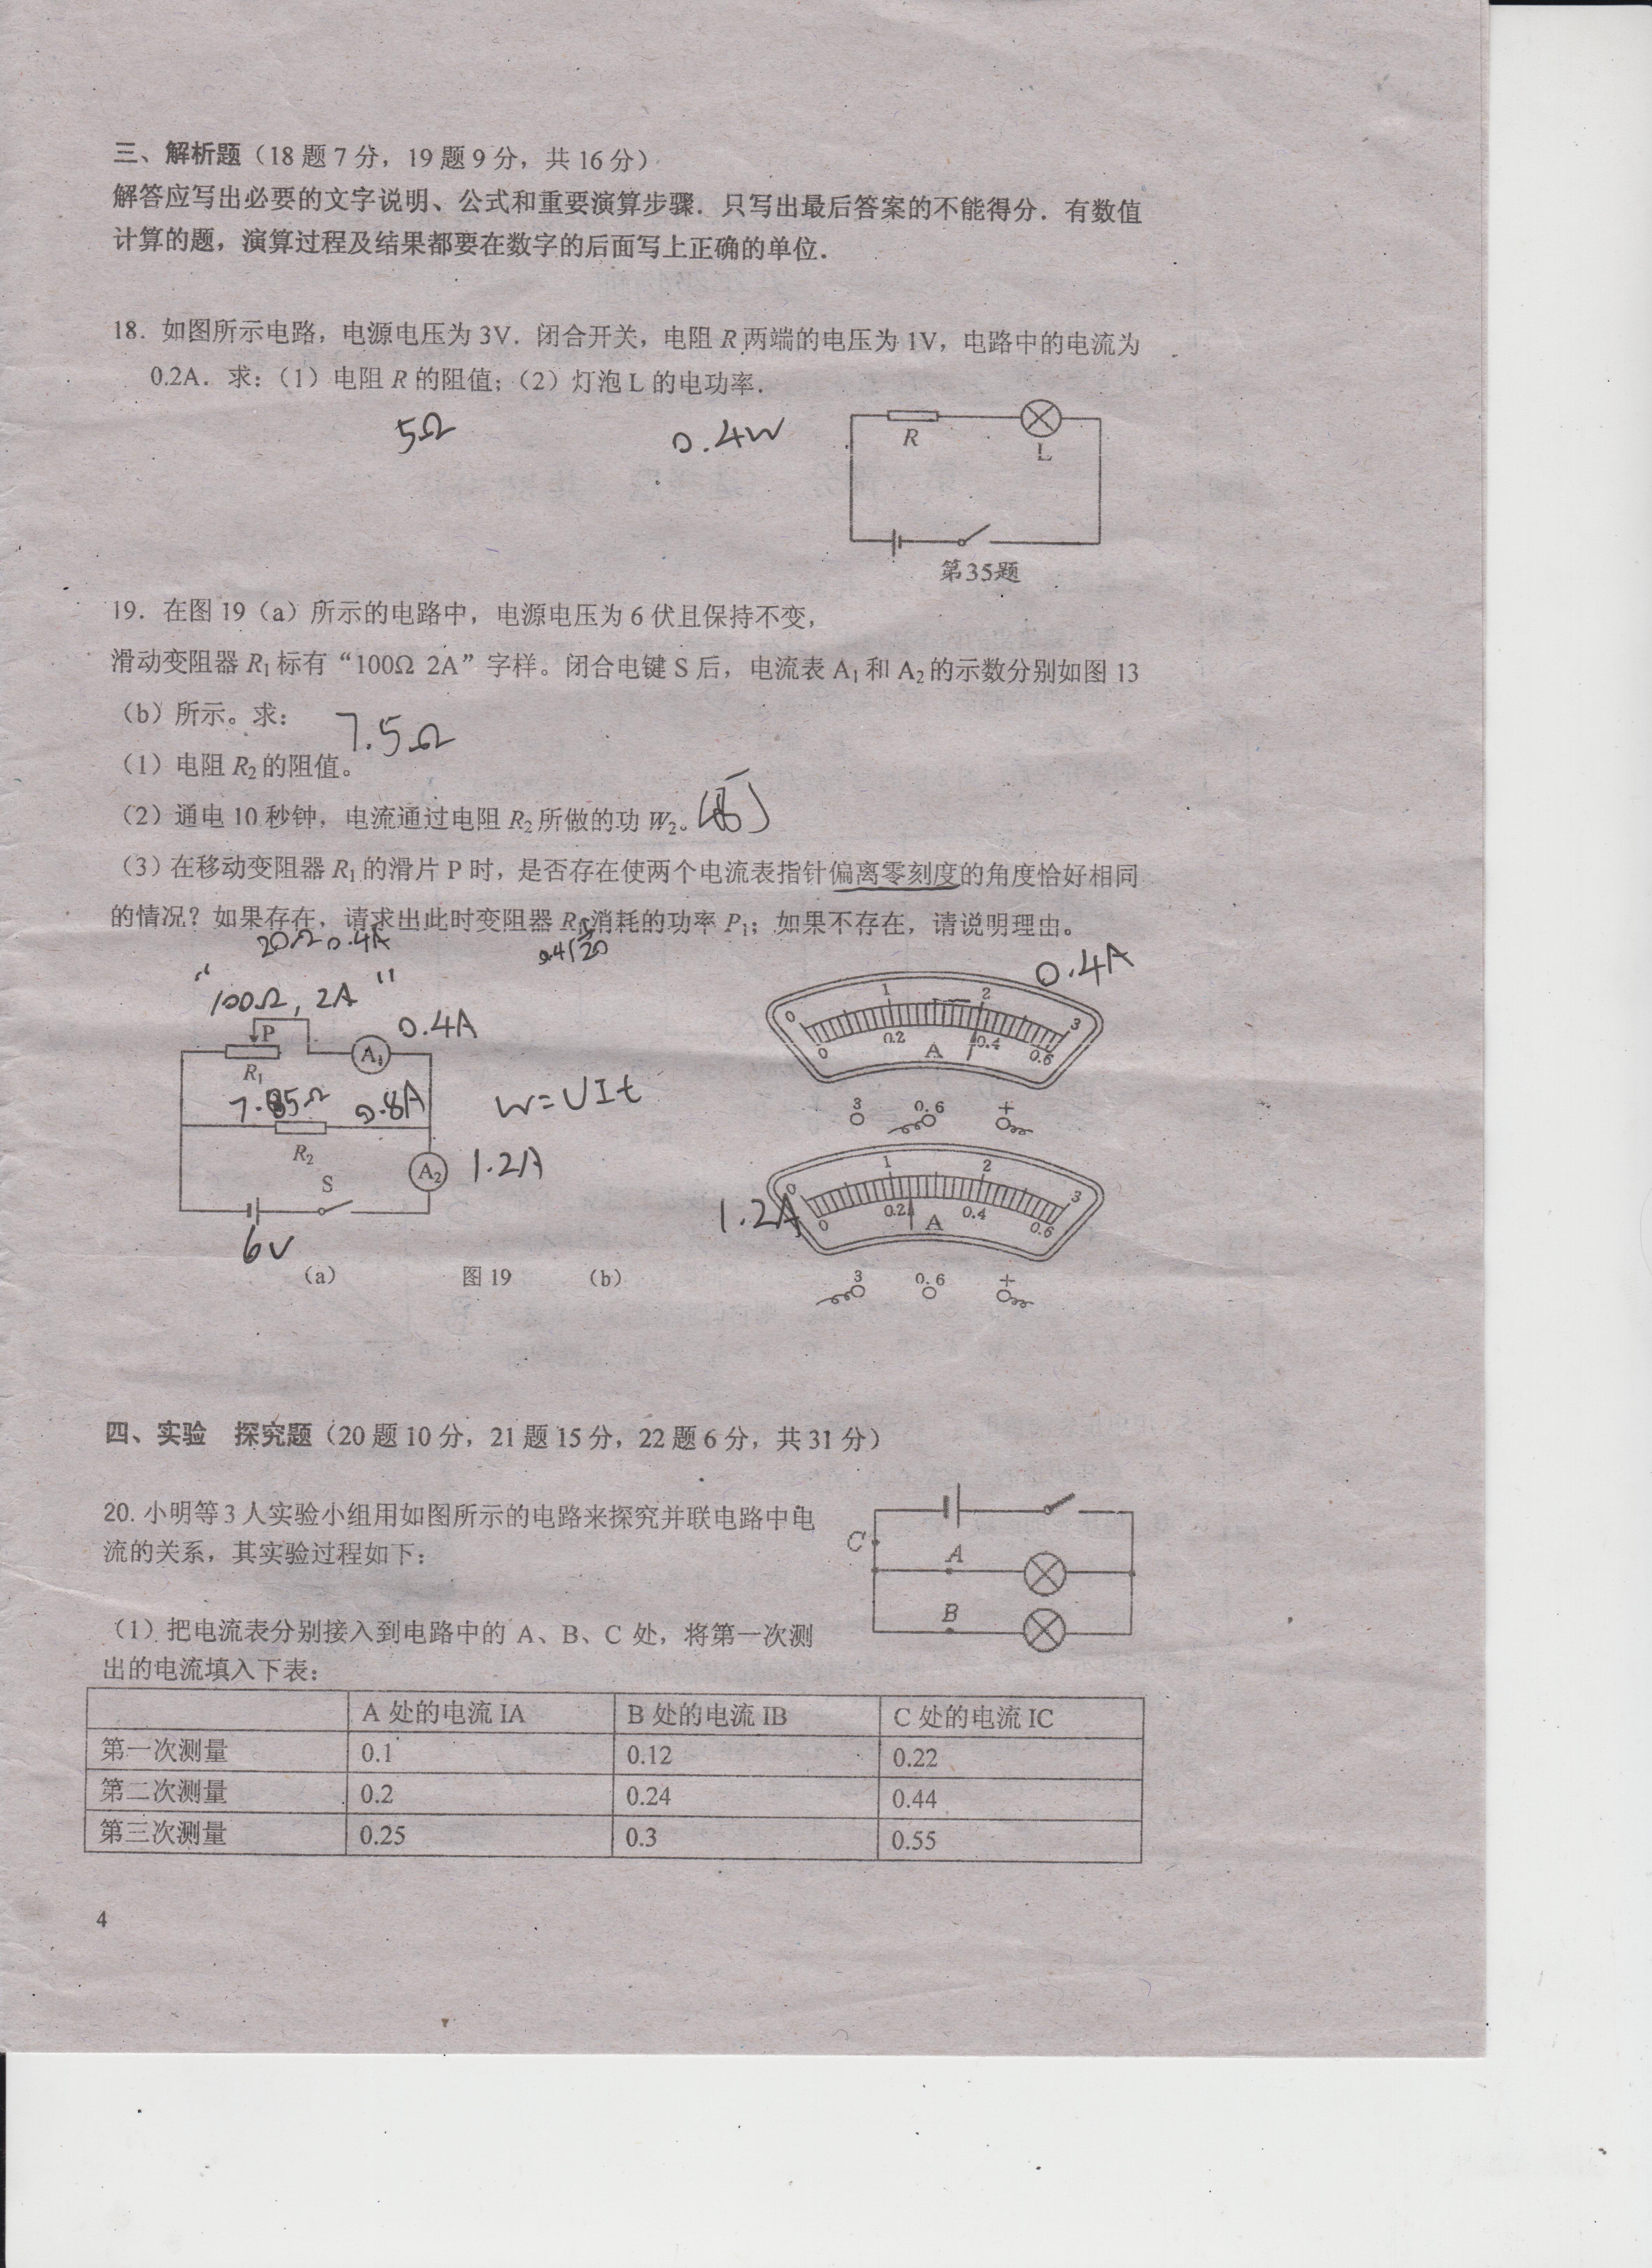 三、解析题（18 题 7 分，19 题 9 分，共 16 分）
解答应写出必要的文字说明、公式和重要演算步骤．只写出最后答案的不能得分．有数值
计算的题，演算过程及结果都要在数字的后面写上正确的单位．
18．如图所示电路，电源电压为 3V．闭合开关，电阻 R 两端的电压为 1V，电路中的电流为
0.2A．求：（1）电阻 R 的阻值；（2）灯泡 L 的电功率．
5Ω
0.4W
R
L
第35题
19．在图 19（a）所示的电路中，电源电压为 6 伏且保持不变，
滑动变阻器 R1 标有“100Ω 2A”字样。闭合电键 S 后，电流表 A1 和 A2 的示数分别如图 13
（b）所示。求：
7.5Ω
（1）电阻 R2 的阻值。
（2）通电 10 秒钟，电流通过电阻 R2 所做的功 W2。
（3）在移动变阻器 R1 的滑片 P 时，是否存在使两个电流表指针偏离零刻度的角度恰好相同
的情况？如果存在，请求出此时变阻器 R1 消耗的功率 P1；如果不存在，请说明理由。
20Ω 0.4A
“100Ω, 2A”
P
R1
A1
0.4A
0.8A
R2
A2
1.2A
S
6V
W=UIt
0.4A
0 1 2 3
0 0.2 0.4 0.6
A
3 0.6 +
1.2A
0 1 2 3
0 0.2 0.4 0.6
A
3 0.6 +
（a） 图 19 （b）
四、实验 探究题（20 题 10 分，21 题 15 分，22 题 6 分，共 31 分）
20. 小明等 3 人实验小组用如图所示的电路来探究并联电路中电
流的关系，其实验过程如下：
C
A
B
（1）把电流表分别接入到电路中的 A、B、C 处，将第一次测
出的电流填入下表：
A 处的电流 IA B 处的电流 IB C 处的电流 IC
第一次测量 0.1 0.12 0.22
第二次测量 0.2 0.24 0.44
第三次测量 0.25 0.3 0.55
4